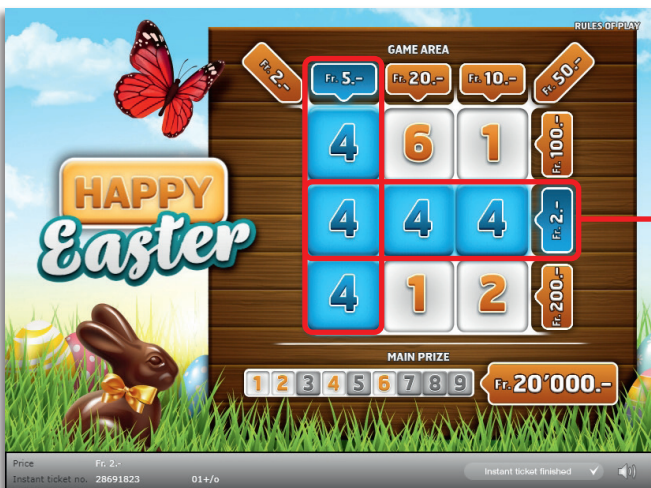 RULES OF PLAY
GAME AREA
Fr. 2.- Fr. 5.- Fr. 20.- Fr. 10.- Fr. 50.-
4 6 1 Fr. 100.-
HAPPY
Easter
4 4 4 Fr. 2.-
4 1 2 Fr. 200.-
MAIN PRIZE
1 2 3 4 5 6 7 8 9 Fr. 20'000.-
Price Fr. 2.-
Instant ticket no. 28691823 01+/o
Instant ticket finished